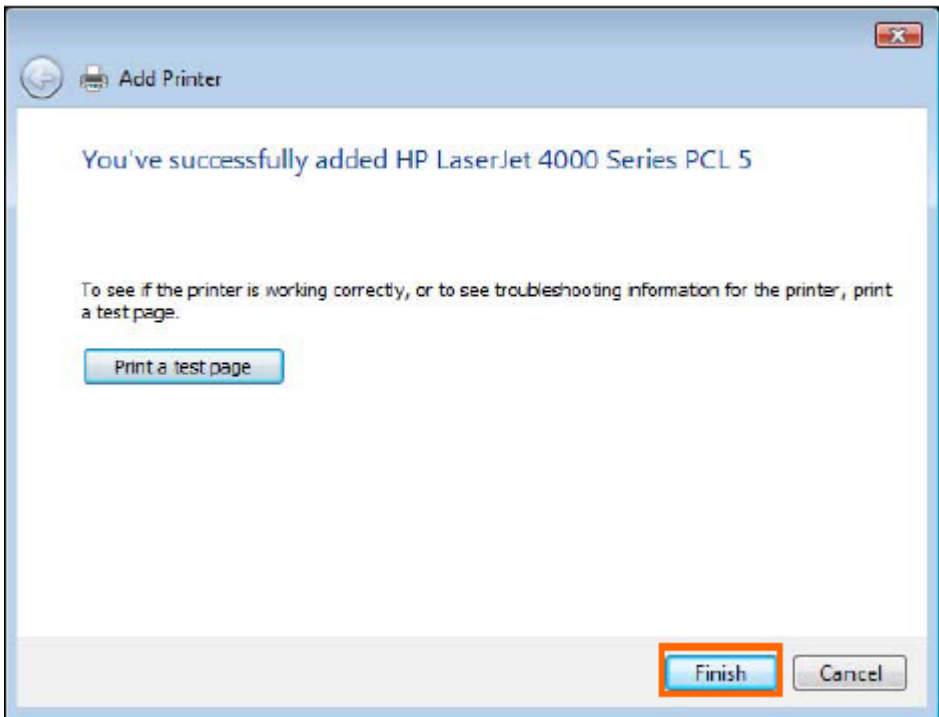 Add Printer
You've successfully added HP LaserJet 4000 Series PCL 5
To see if the printer is working correctly, or to see troubleshooting information for the printer, print
a test page.
Print a test page
Finish Cancel